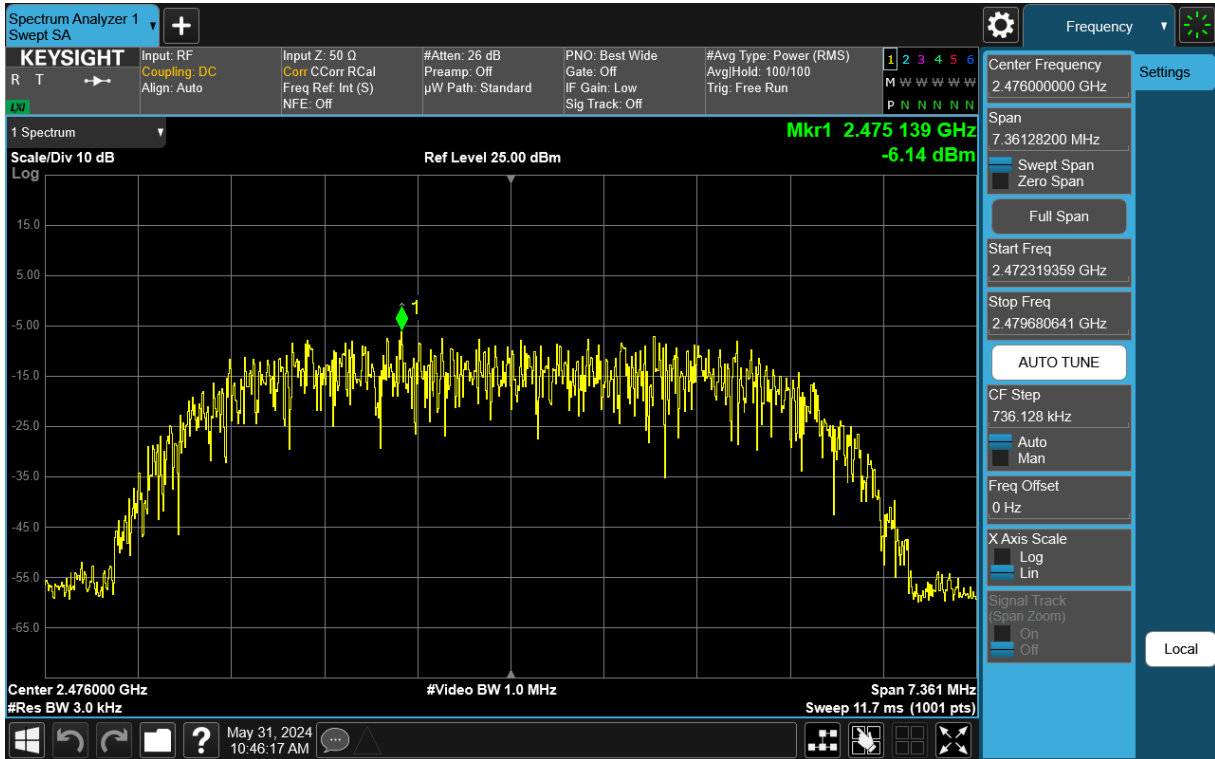 Spectrum Analyzer 1
Swept SA
+
Frequency
KEYSIGHT
R T
LXI
Input: RF
Coupling: DC
Align: Auto
Input Z: 50 Ω
Corr CCorr RCal
Freq Ref: Int (S)
NFE: Off
#Atten: 26 dB
Preamp: Off
µW Path: Standard
PNO: Best Wide
Gate: Off
IF Gain: Low
Sig Track: Off
#Avg Type: Power (RMS)
Avg|Hold: 100/100
Trig: Free Run
1 2 3 4 5 6
M W W W W W
P N N N N N
1 Spectrum
Scale/Div 10 dB
Log
Ref Level 25.00 dBm
Mkr1 2.475 139 GHz
-6.14 dBm
15.0
5.00
-5.00
-15.0
-25.0
-35.0
-45.0
-55.0
-65.0
1
Center 2.476000 GHz
#Res BW 3.0 kHz
#Video BW 1.0 MHz
Span 7.361 MHz
Sweep 11.7 ms (1001 pts)
Center Frequency
2.476000000 GHz
Span
7.36128200 MHz
Swept Span
Zero Span
Full Span
Start Freq
2.472319359 GHz
Stop Freq
2.479680641 GHz
AUTO TUNE
CF Step
736.128 kHz
Auto
Man
Freq Offset
0 Hz
X Axis Scale
Log
Lin
Signal Track
(Span Zoom)
On
Off
Settings
Local
?
May 31, 2024
10:46:17 AM